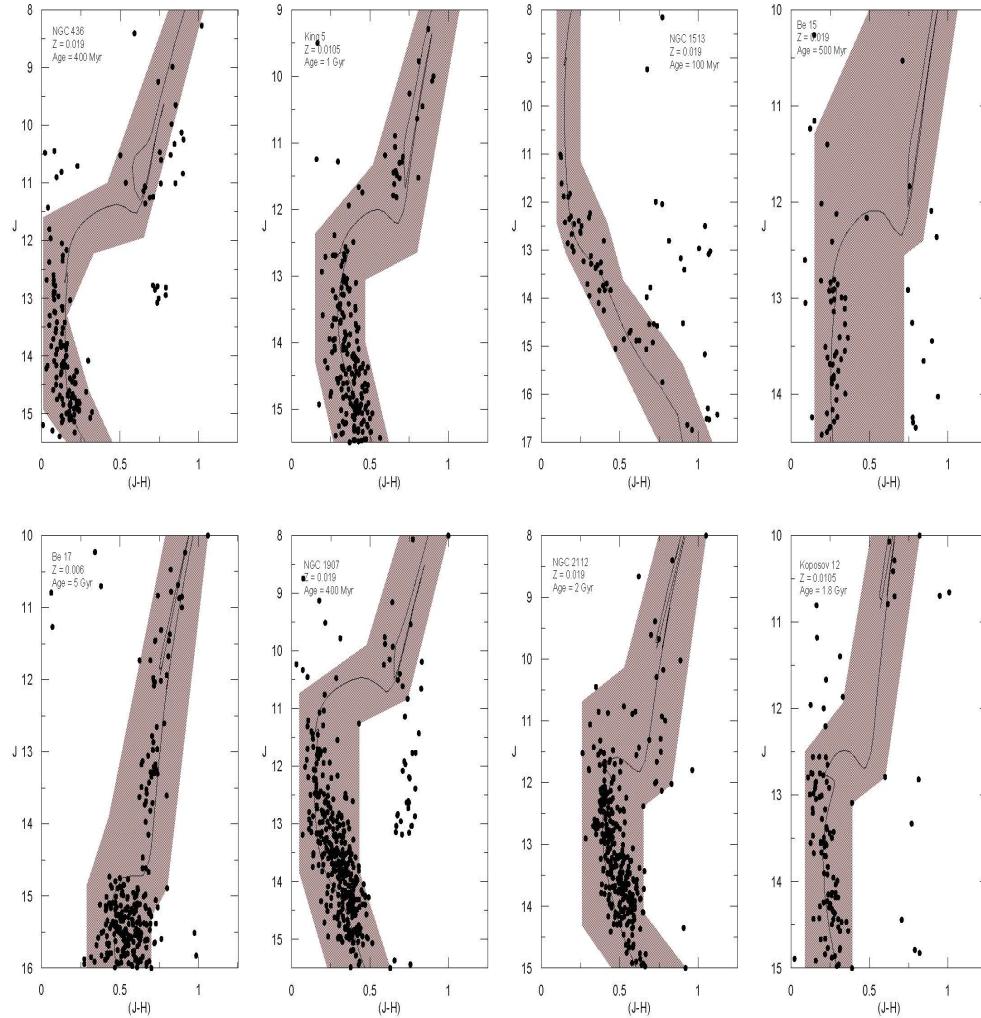 NGC 436
Z = 0.019
Age = 400 Myr
8
9
10
11
12
13
14
15
J
0 0.5 1
(J-H)
King 5
Z = 0.0105
Age = 1 Gyr
8
9
10
11
12
13
14
15
J
0 0.5 1
(J-H)
NGC 1513
Z = 0.019
Age = 100 Myr
8
9
10
11
12
13
14
15
16
17
J
0 0.5 1
(J-H)
Be 15
Z = 0.019
Age = 500 Myr
10
11
12
13
14
J
0 0.5 1
(J-H)
Be 17
Z = 0.006
Age = 5 Gyr
10
11
12
13
14
15
16
J
0 0.5 1
(J-H)
NGC 1907
Z = 0.019
Age = 400 Myr
8
9
10
11
12
13
14
15
J
0 0.5 1
(J-H)
NGC 2112
Z = 0.019
Age = 2 Gyr
8
9
10
11
12
13
14
15
J
0 0.5 1
(J-H)
Koposov 12
Z = 0.0105
Age = 1.8 Gyr
10
11
12
13
14
15
J
0 0.5 1
(J-H)